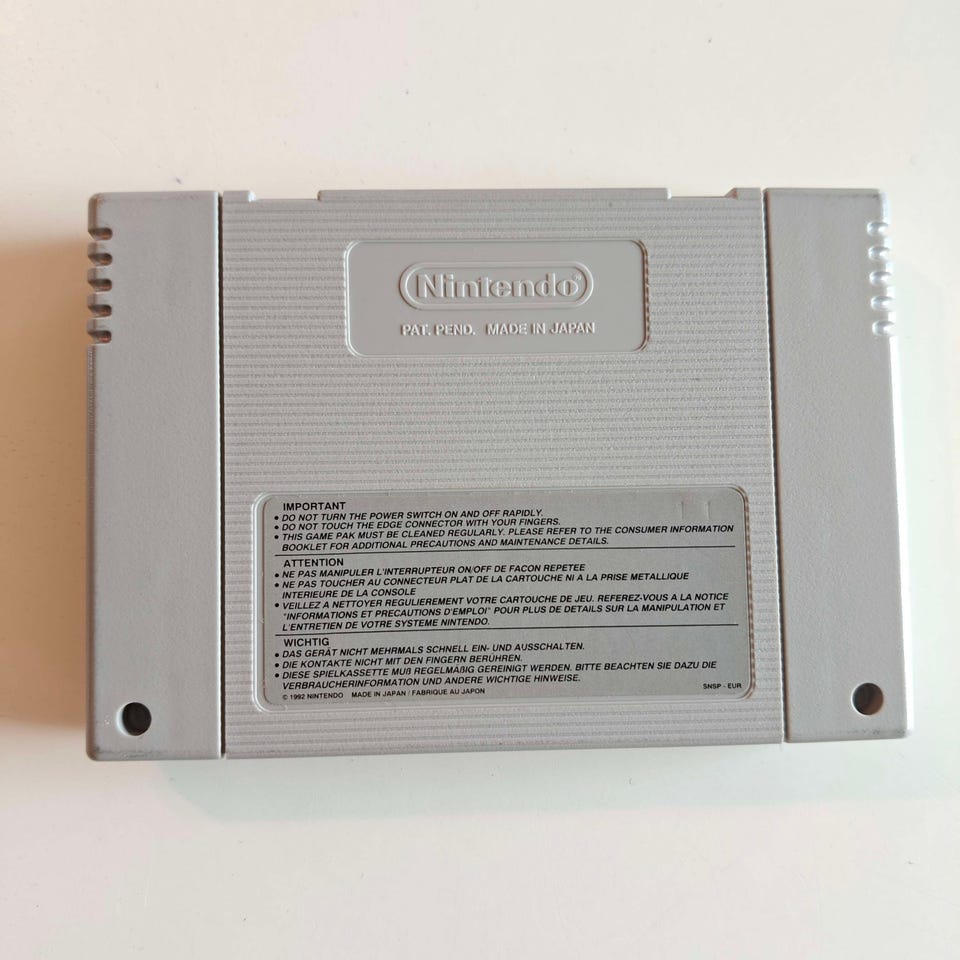 Nintendo®
PAT. PEND. MADE IN JAPAN
IMPORTANT
• DO NOT TURN THE POWER SWITCH ON AND OFF RAPIDLY.
• DO NOT TOUCH THE EDGE CONNECTOR WITH YOUR FINGERS.
• THIS GAME PAK MUST BE CLEANED REGULARLY. PLEASE REFER TO THE CONSUMER INFORMATION
BOOKLET FOR ADDITIONAL PRECAUTIONS AND MAINTENANCE DETAILS.
ATTENTION
• NE PAS MANIPULER L'INTERRUPTEUR ON/OFF DE FACON REPETEE
• NE PAS TOUCHER AU CONNECTEUR PLAT DE LA CARTOUCHE NI A LA PRISE METALLIQUE
INTERIEURE DE LA CONSOLE
• VEILLEZ A NETTOYER REGULIEREMENT VOTRE CARTOUCHE DE JEU. REFEREZ-VOUS A LA NOTICE
"INFORMATIONS ET PRECAUTIONS D'EMPLOI" POUR PLUS DE DETAILS SUR LA MANIPULATION ET
L'ENTRETIEN DE VOTRE SYSTEME NINTENDO.
WICHTIG
• DAS GERÄT NICHT MEHRMALS SCHNELL EIN- UND AUSSCHALTEN.
• DIE KONTAKTE NICHT MIT DEN FINGERN BERÜHREN.
• DIESE SPIELKASSETTE MUß REGELMÄßIG GEREINIGT WERDEN. BITTE BEACHTEN SIE DAZU DIE
VERBRAUCHERINFORMATION UND ANDERE WICHTIGE HINWEISE.
© 1992 NINTENDO MADE IN JAPAN / FABRIQUE AU JAPON SNSP - EUR